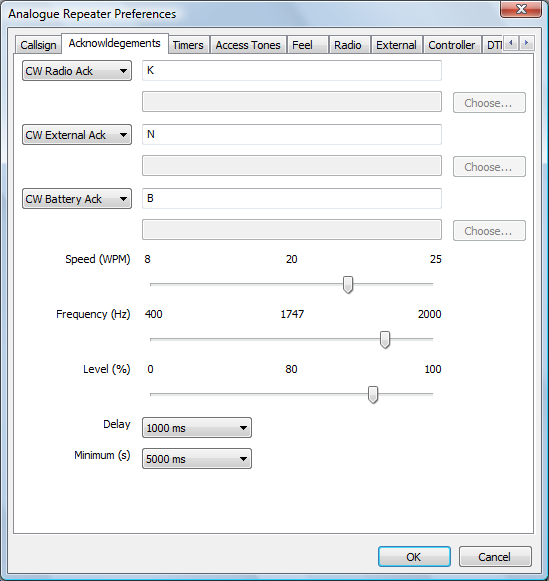 Analogue Repeater Preferences
Callsign Acknowldegements Timers Access Tones Feel Radio External Controller DTI
CW Radio Ack K
Choose...
CW External Ack N
Choose...
CW Battery Ack B
Choose...
Speed (WPM) 8 20 25
Frequency (Hz) 400 1747 2000
Level (%) 0 80 100
Delay 1000 ms
Minimum (s) 5000 ms
OK Cancel